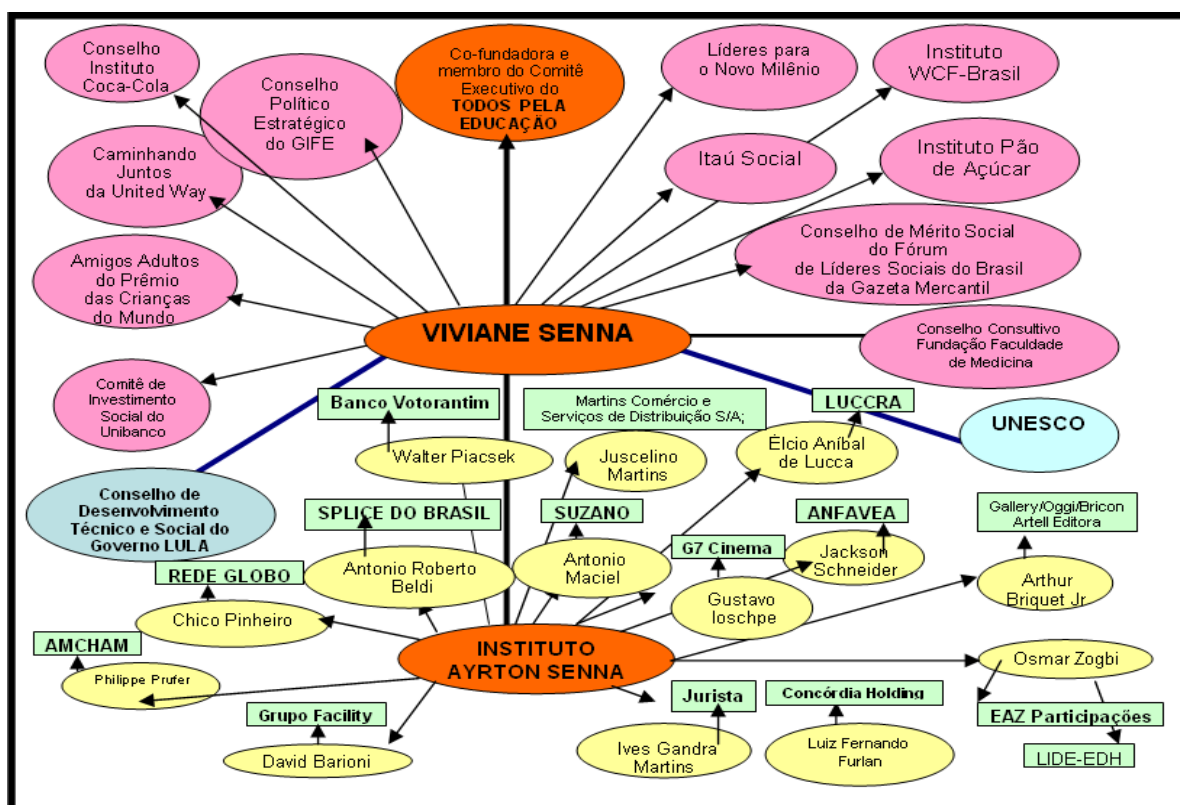 Conselho
Instituto
Coca-Cola
Conselho
Político
Estratégico
do GIFE
Co-fundadora e
membro do Comitê
Executivo do
TODOS PELA
EDUCAÇÃO
Líderes para
o Novo Milênio
Instituto
WCF-Brasil
Caminhando
Juntos
da United Way
Itaú Social
Instituto Pão
de Açúcar
Amigos Adultos
do Prêmio
das Crianças
do Mundo
Conselho de Mérito Social
do Fórum
de Líderes Sociais do Brasil
da Gazeta Mercantil
VIVIANE SENNA
Conselho Consultivo
Fundação Faculdade
de Medicina
Comitê de
Investimento
Social do
Unibanco
Banco Votorantim
Walter Piacsek
Martins Comércio e
Serviços de Distribuição S/A;
Juscelino
Martins
LUCCRA
Élcio Aníbal
de Lucca
UNESCO
Conselho de
Desenvolvimento
Técnico e Social do
Governo LULA
SPLICE DO BRASIL
Antonio Roberto
Beldi
SUZANO
Antonio
Maciel
G7 Cinema
Gustavo
Ioschpe
ANFAVEA
Jackson
Schneider
Gallery/Oggi/Bricon
Artell Editora
Arthur
Briquet Jr
REDE GLOBO
Chico Pinheiro
AMCHAM
Philippe Prufer
INSTITUTO
AYRTON SENNA
Osmar Zogbi
EAZ Participações
LIDE-EDH
Grupo Facility
David Barioni
Jurista
Ives Gandra
Martins
Concórdia Holding
Luiz Fernando
Furlan